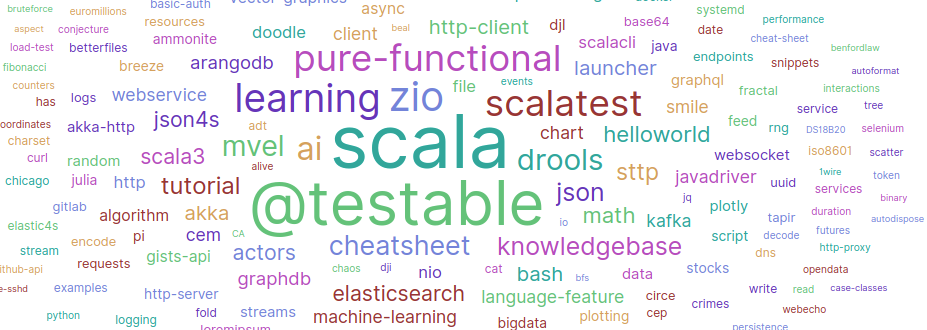 bruteforce euromillions basic-auth vector-graphics async systemd
aspect conjecture resources doodle client beal http-client djl base64 date performance
load-test betterflies ammonite scalacli java cheat-sheet benfordlaw
fibonacci breeze arangodb pure-functional launcher endpoints snippets autoformat
counters logs webservice learning zio file events graphql fractal interactions
has json4s scalatest smile service tree
oordinates akka-http adt scala chart helloworld feed rng DS18B20 selenium
charset random scala3 mvel ai drools websocket iso8601 scatter
curl alive sttp javadriver 1wire token
chicago julia http tutorial @testable json jq uuid services binary
gitlab algorithm akka io math kafka plotly tapir duration autodispose
elastic4s encode pi cem CA cheatsheet knowledgebase script decode futures
stream gists-api actors dns http-proxy
ithub-api requests graphdb chaos dji nio cat bash bfs data stocks opendata
e-sshd examples http-server elasticsearch language-feature circe crimes write read case-classes
python logging fold streams machine-learning bigdata plotting cep webecho
loremipsum persistence